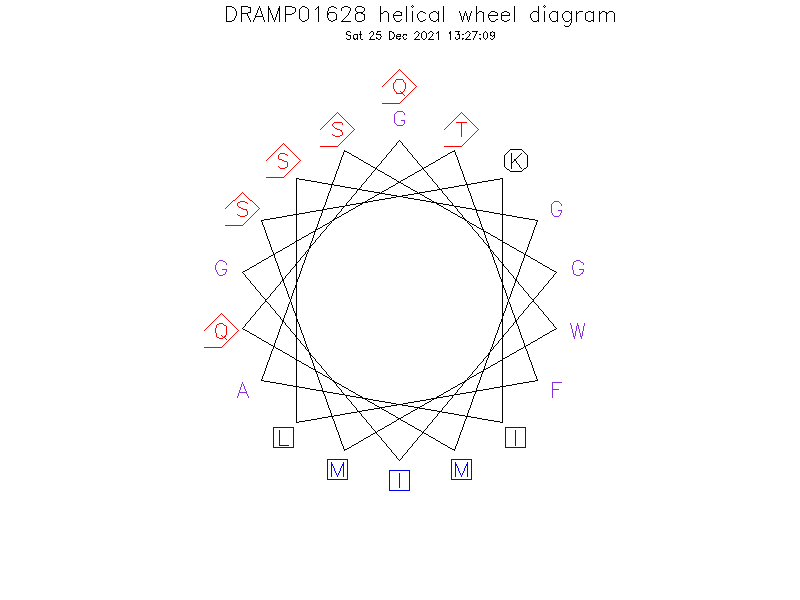 DRAMP01628 helical wheel diagram
Sat 25 Dec 2021 13:27:09
Q
G
S T
S K
S G
G G
Q W
A F
L I
M M
I